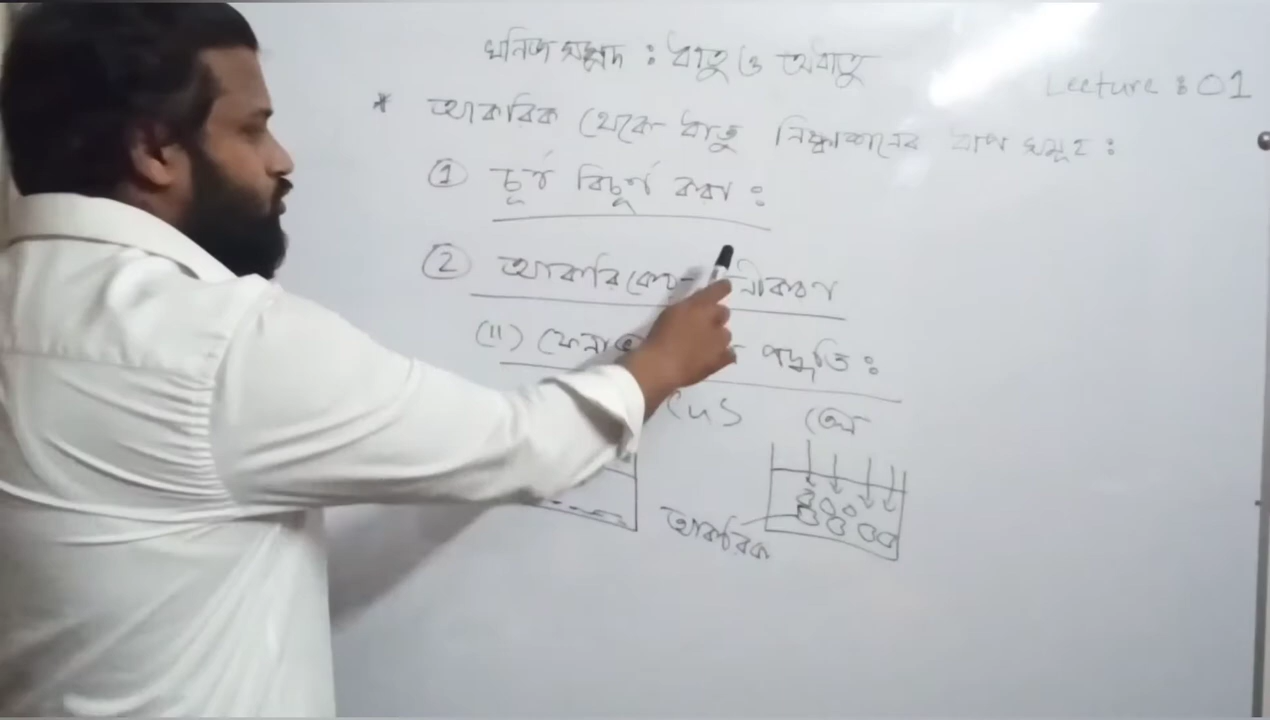 খনিজ সম্পদ : ধাতু ও অধাতু
Lecture : 01
* আকরিক থেকে ধাতু নিষ্কাশনের ধাপ সমূহ :
① চূর্ণ বিচূর্ণ করা :
② আকরিকের
(ii) পদ্ধতি :
CuS
আকরিক